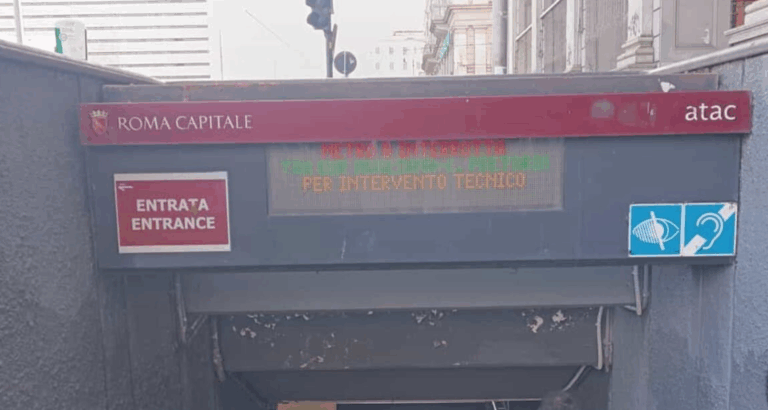 ROMA CAPITALE
atac
PER INTERVENTO TECNICO
ENTRATA
ENTRANCE